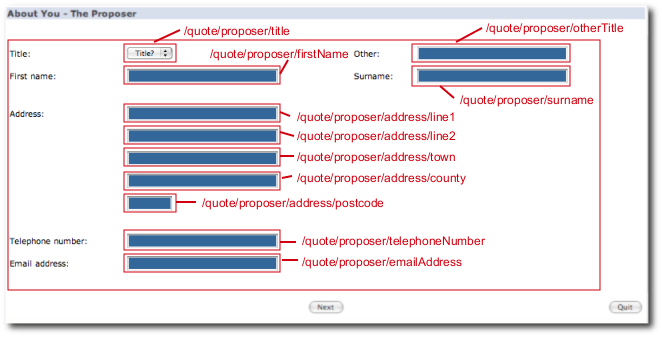 About You – The Proposer
/quote/proposer/title
/quote/proposer/otherTitle
Title:
Title?
/quote/proposer/firstName
Other:
First name:
Surname:
/quote/proposer/surname
Address:
/quote/proposer/address/line1
/quote/proposer/address/line2
/quote/proposer/address/town
/quote/proposer/address/county
/quote/proposer/address/postcode
Telephone number:
/quote/proposer/telephoneNumber
Email address:
/quote/proposer/emailAddress
Next
Quit